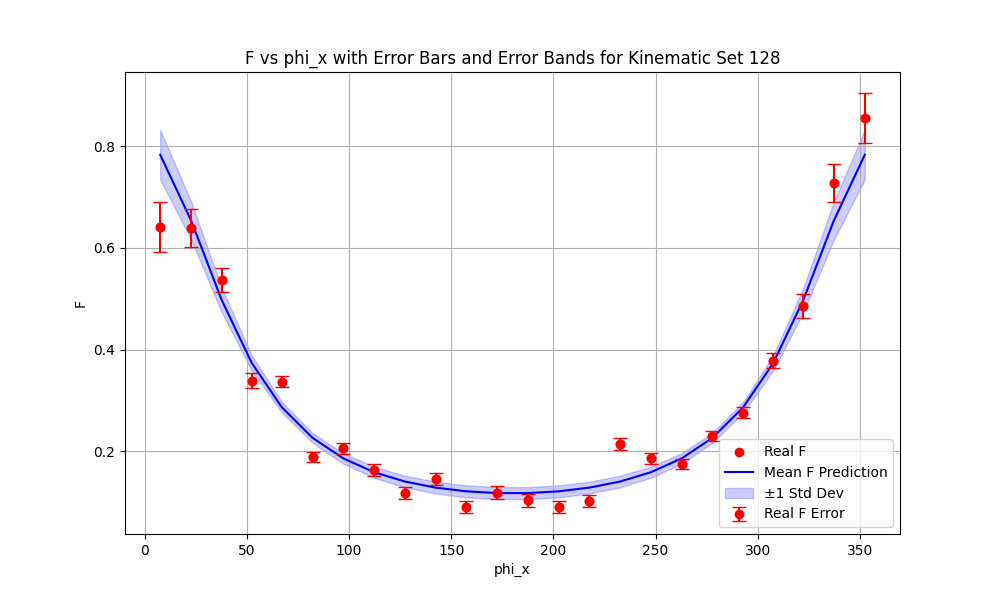 F vs phi_x with Error Bars and Error Bands for Kinematic Set 128
F
0.8
0.6
0.4
0.2
0
50
100
150
200
250
300
350
phi_x
Real F
Mean F Prediction
±1 Std Dev
Real F Error